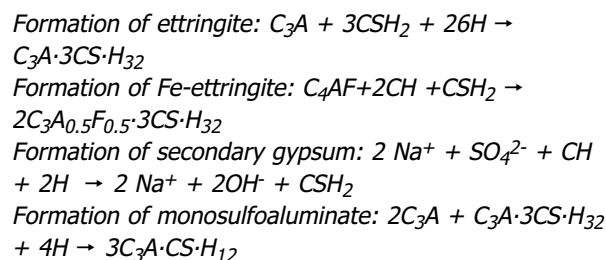 Formation of ettringite: C₃A + 3CSH₂ + 26H →
C₃A·3CS·H₃₂
Formation of Fe-ettringite: C₄AF+2CH +CSH₂ →
2C₃A₀.₅F₀.₅·3CS·H₃₂
Formation of secondary gypsum: 2 Na⁺ + SO₄²⁻ + CH
+ 2H → 2 Na⁺ + 2OH⁻ + CSH₂
Formation of monosulfoaluminate: 2C₃A + C₃A·3CS·H₃₂
+ 4H → 3C₃A·CS·H₁₂